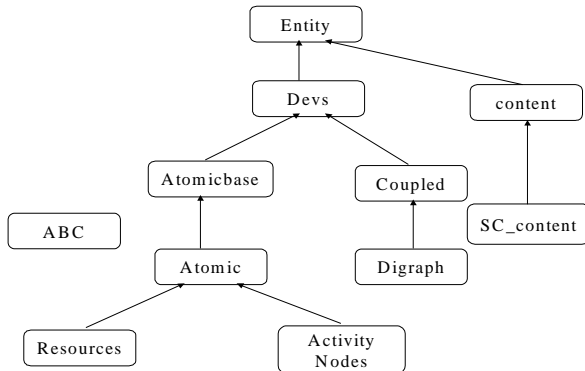 Entity
Devs
content
Atomicbase
Coupled
ABC
SC_content
Atomic
Digraph
Resources
Activity
Nodes